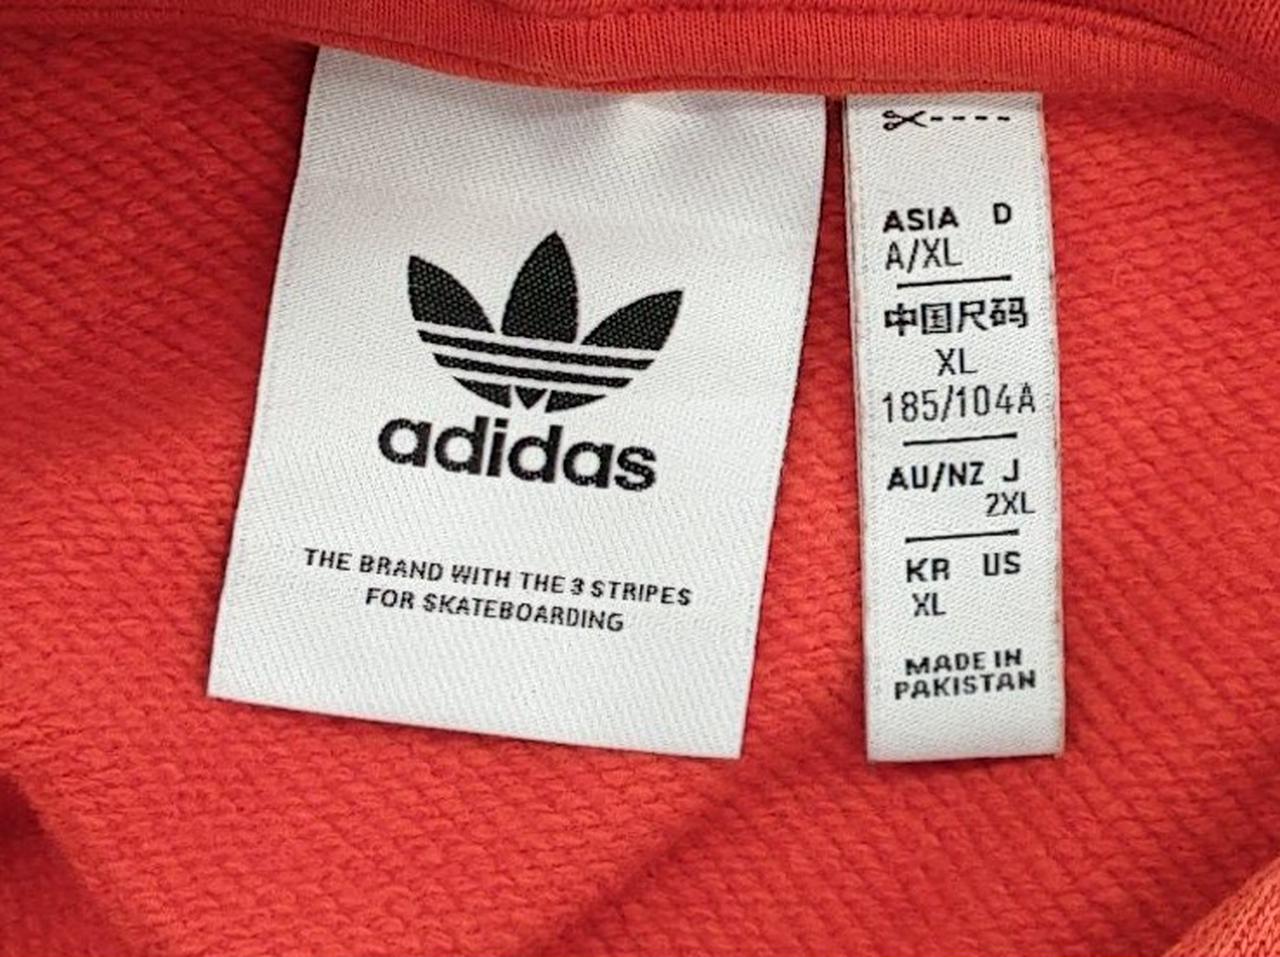 adidas
THE BRAND WITH THE 3 STRIPES
FOR SKATEBOARDING
ASIA D
A/XL
中国尺码
XL
185/104A
AU/NZ J
2XL
KR US
XL
MADE IN
PAKISTAN